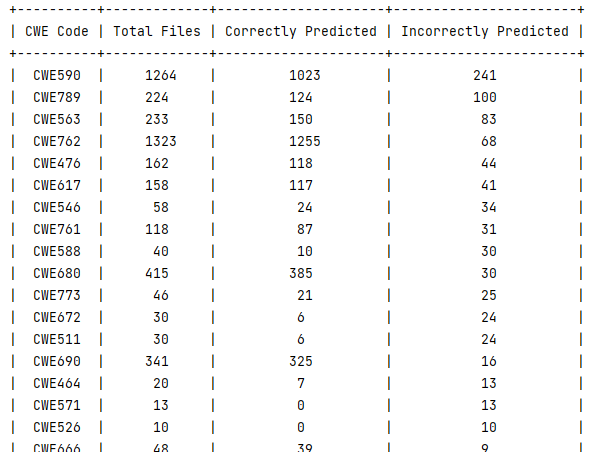 +----------+-------------+---------------------+-----------------------+
| CWE Code | Total Files | Correctly Predicted | Incorrectly Predicted |
+----------+-------------+---------------------+-----------------------+
| CWE590 | 1264 | 1023 | 241 |
| CWE789 | 224 | 124 | 100 |
| CWE563 | 233 | 150 | 83 |
| CWE762 | 1323 | 1255 | 68 |
| CWE476 | 162 | 118 | 44 |
| CWE617 | 158 | 117 | 41 |
| CWE546 | 58 | 24 | 34 |
| CWE761 | 118 | 87 | 31 |
| CWE588 | 40 | 10 | 30 |
| CWE680 | 415 | 385 | 30 |
| CWE773 | 46 | 21 | 25 |
| CWE672 | 30 | 6 | 24 |
| CWE511 | 30 | 6 | 24 |
| CWE690 | 341 | 325 | 16 |
| CWE464 | 20 | 7 | 13 |
| CWE571 | 13 | 0 | 13 |
| CWE526 | 10 | 0 | 10 |
| CWE666 | 48 | 39 | 9 |